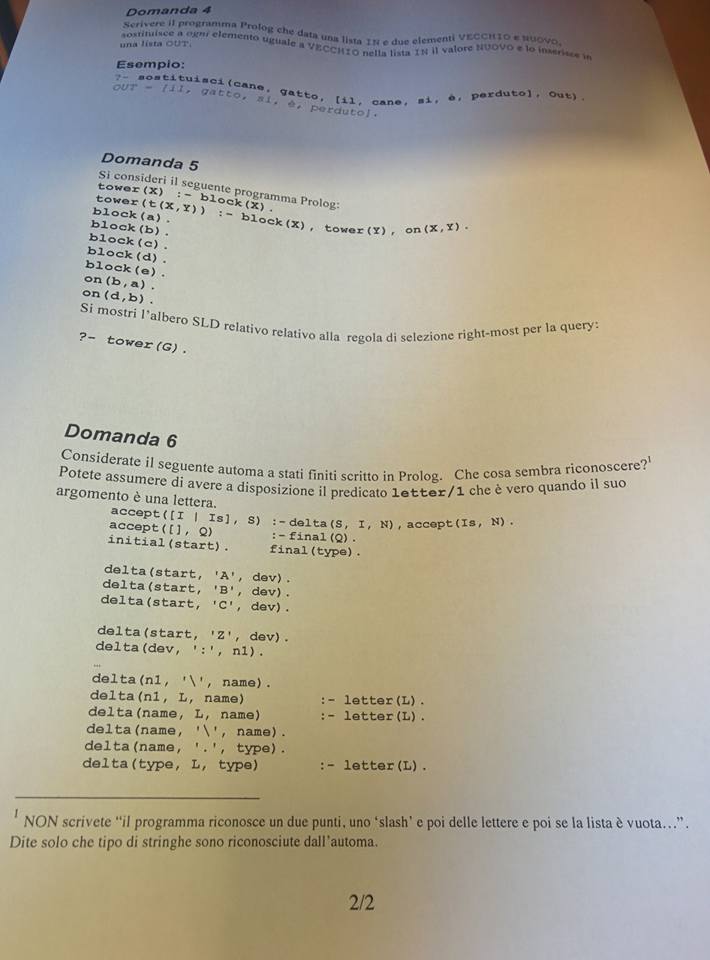 Domanda 4
Scrivere il programma Prolog che data una lista IN e due elementi VECCHIO e NUOVO,
sostituisce a ogni elemento uguale a VECCHIO nella lista IN il valore NUOVO e lo inserisce in
una lista OUT.
Esempio:
?- sostituisci(cane, gatto, [il, cane, si, è, perduto], Out).
OUT = [il, gatto, si, è, perduto].
Domanda 5
Si consideri il seguente programma Prolog:
tower(X) :- block(X).
tower(t(X,Y)) :- block(X), tower(Y), on(X,Y).
block(a).
block(b).
block(c).
block(d).
block(e).
on(b,a).
on(d,b).
Si mostri l'albero SLD relativo relativo alla regola di selezione right-most per la query:
?- tower(G).
Domanda 6
Considerate il seguente automa a stati finiti scritto in Prolog. Che cosa sembra riconoscere?¹
Potete assumere di avere a disposizione il predicato letter/1 che è vero quando il suo
argomento è una lettera.
accept([I | Is], S) :- delta(S, I, N), accept(Is, N).
accept([], Q) :- final(Q).
initial(start). final(type).
delta(start, 'A', dev).
delta(start, 'B', dev).
delta(start, 'C', dev).
delta(start, 'Z', dev).
delta(dev, ':', n1).
...
delta(n1, '\', name).
delta(n1, L, name) :- letter(L).
delta(name, L, name) :- letter(L).
delta(name, '\', name).
delta(name, '.', type).
delta(type, L, type) :- letter(L).
¹ NON scrivete “il programma riconosce un due punti, uno ‘slash’ e poi delle lettere e poi se la lista è vuota…”.
Dite solo che tipo di stringhe sono riconosciute dall’automa.
2/2